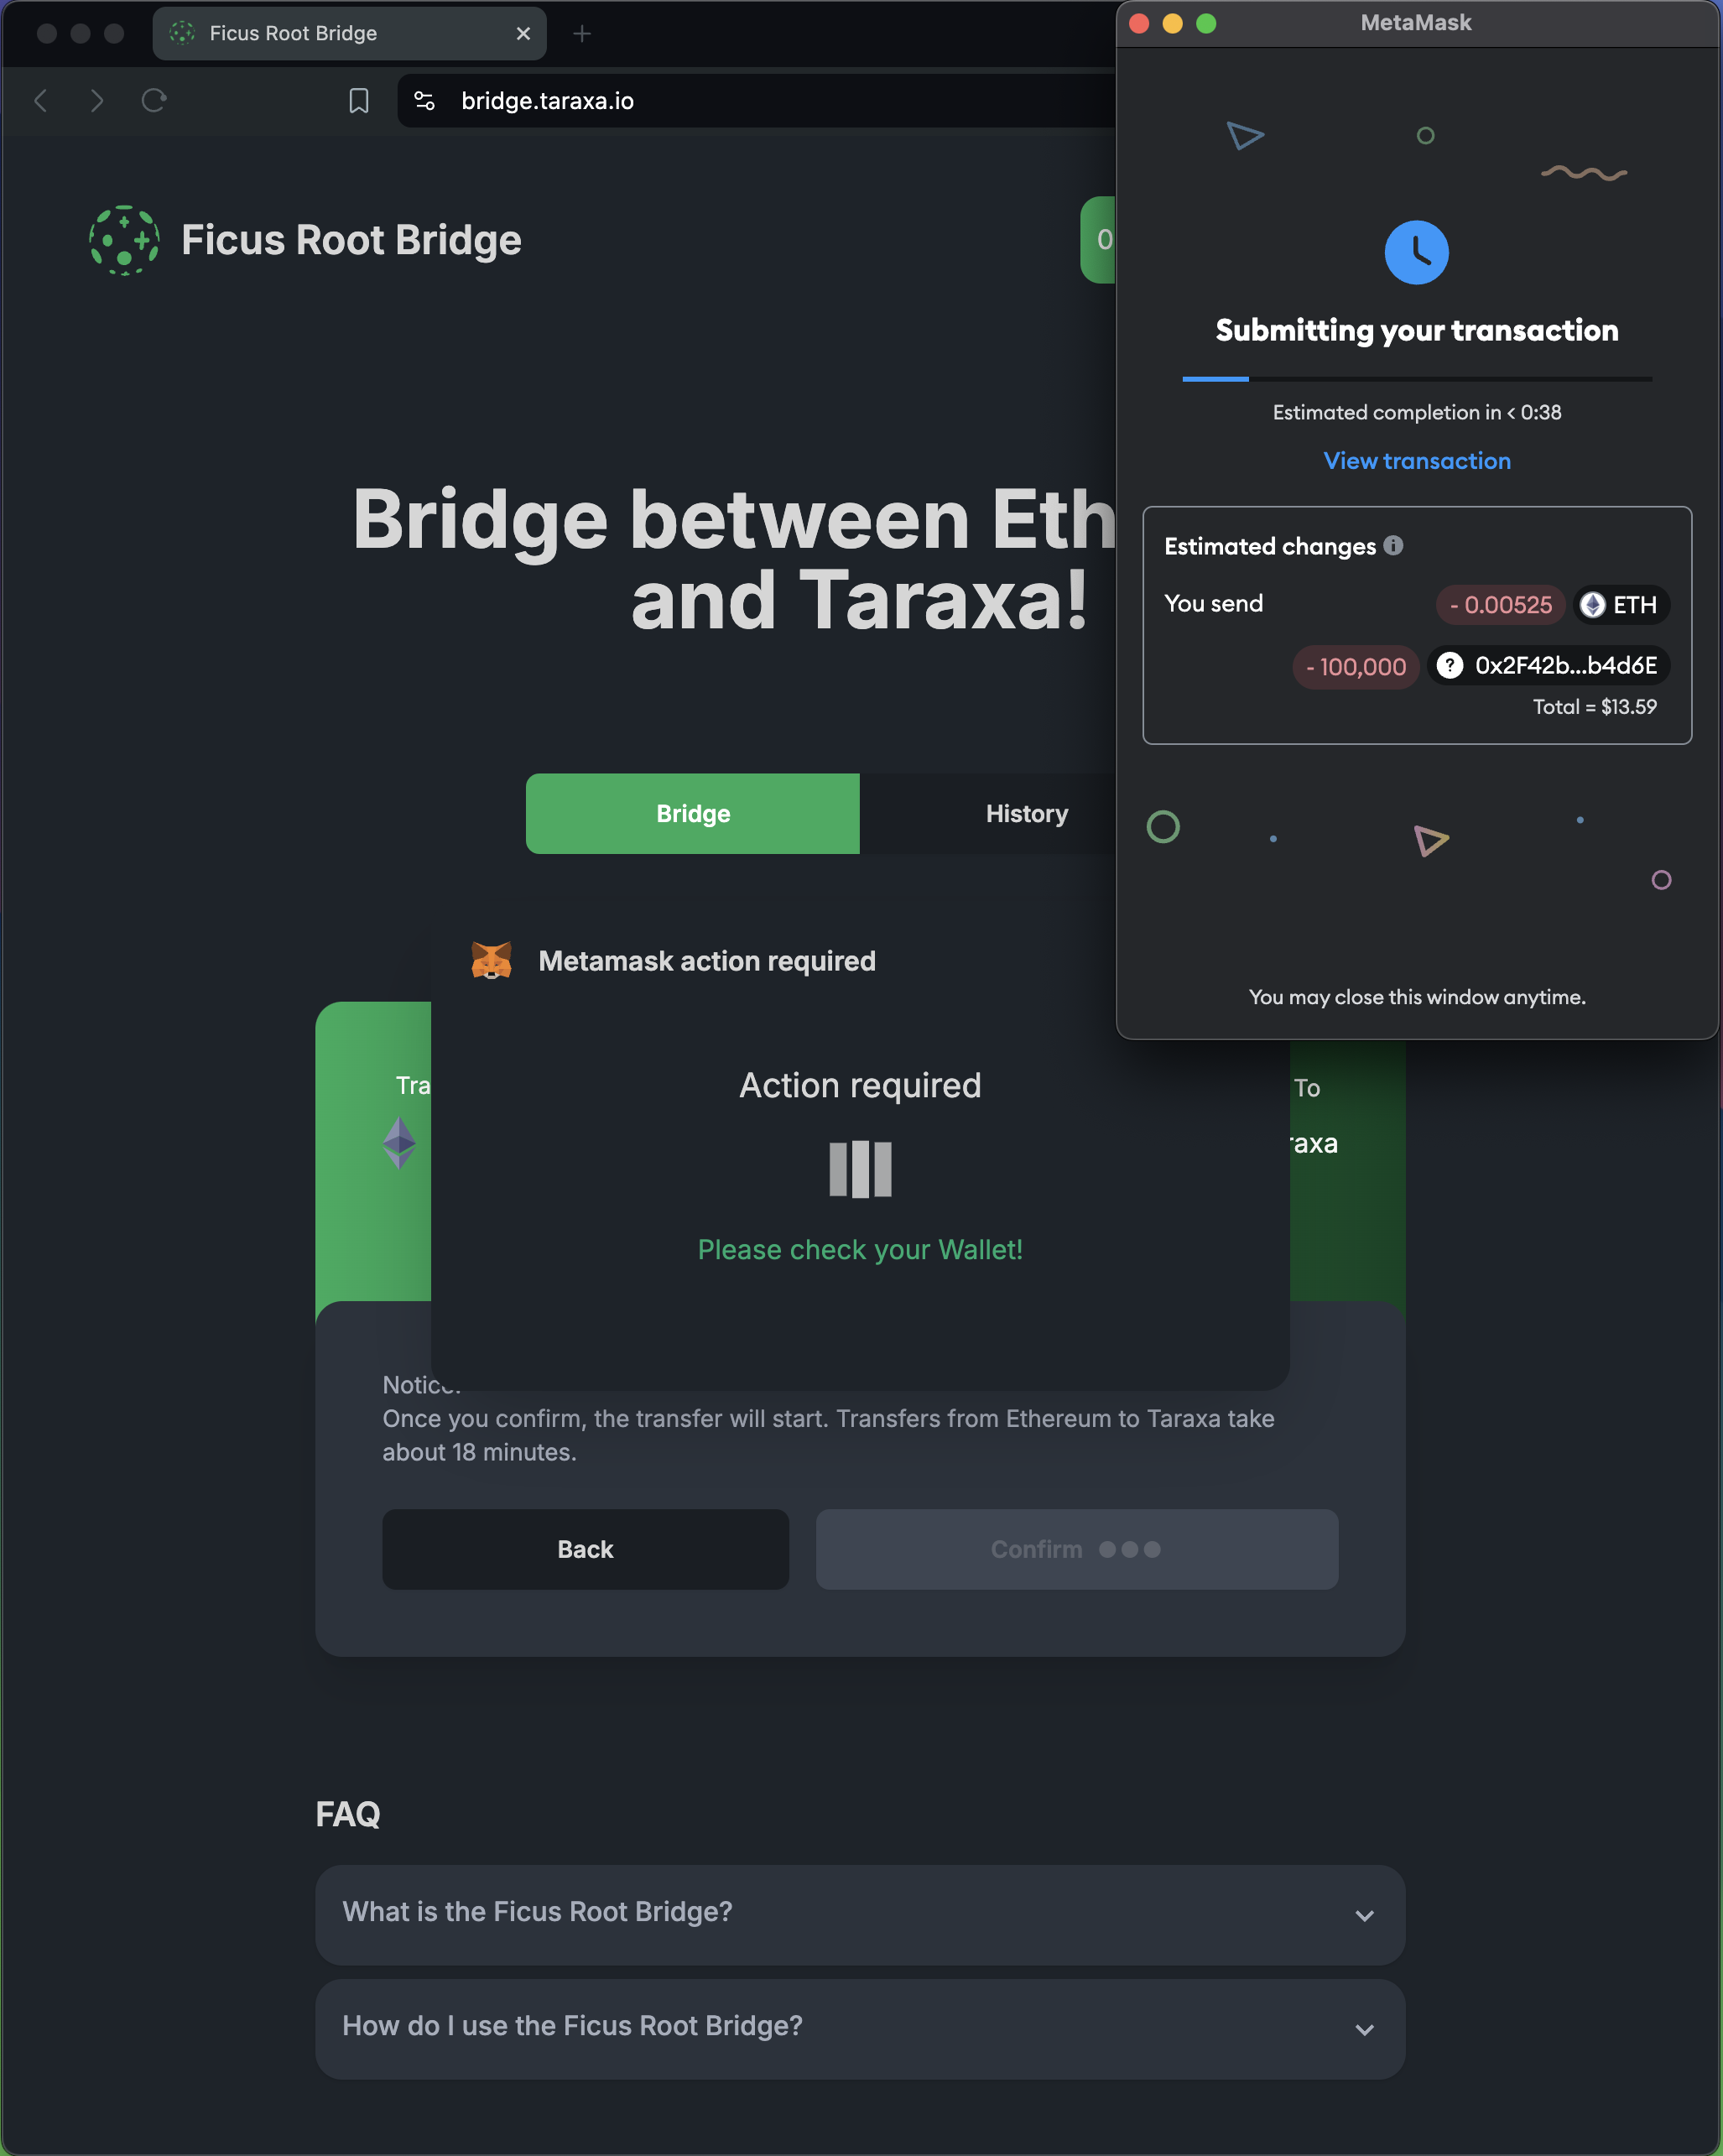 Ficus Root Bridge
bridge.taraxa.io
Ficus Root Bridge
0
Bridge between Eth
and Taraxa!
Bridge
History
Metamask action required
Action required
Please check your Wallet!
Tra
To
raxa
Notice:
Once you confirm, the transfer will start. Transfers from Ethereum to Taraxa take
about 18 minutes.
Back
Confirm
FAQ
What is the Ficus Root Bridge?
How do I use the Ficus Root Bridge?
MetaMask
Submitting your transaction
Estimated completion in < 0:38
View transaction
Estimated changes
You send
- 0.00525
ETH
- 100,000
? 0x2F42b...b4d6E
Total = $13.59
You may close this window anytime.